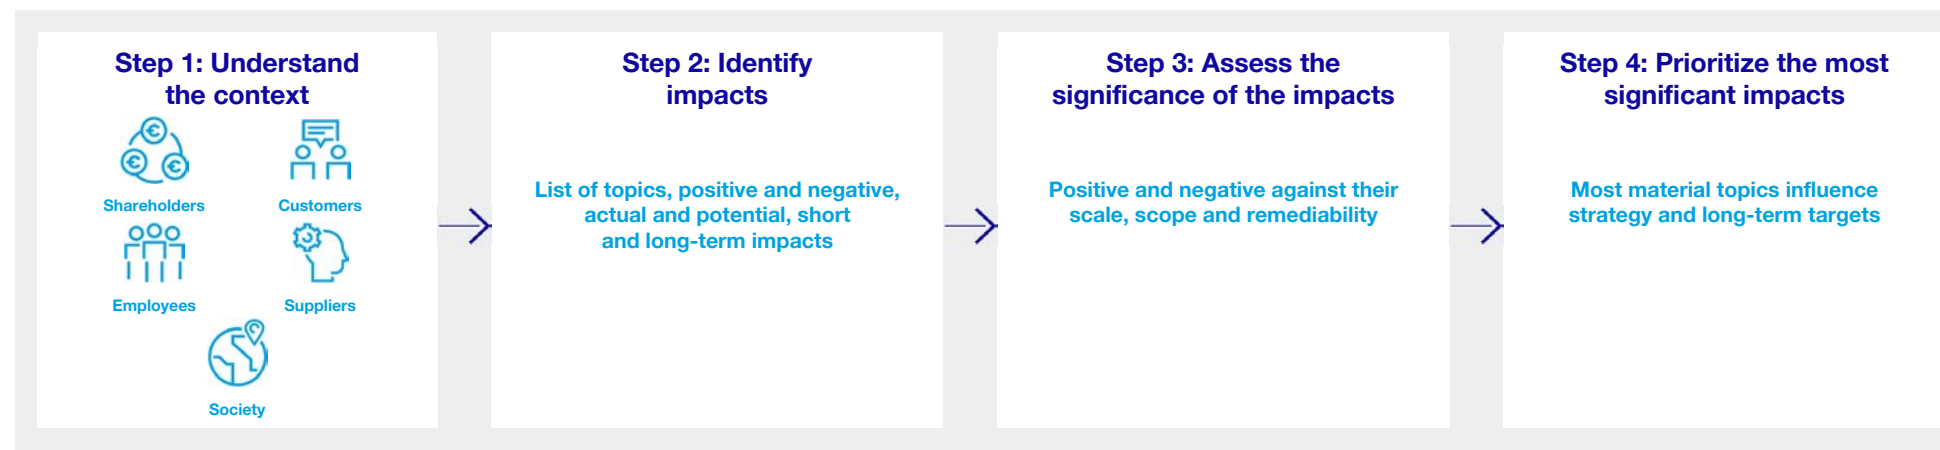 Step 1: Understand
the context
Shareholders
Customers
Employees
Suppliers
Society
Step 2: Identify
impacts
List of topics, positive and negative,
actual and potential, short
and long-term impacts
Step 3: Assess the
significance of the impacts
Positive and negative against their
scale, scope and remediability
Step 4: Prioritize the most
significant impacts
Most material topics influence
strategy and long-term targets